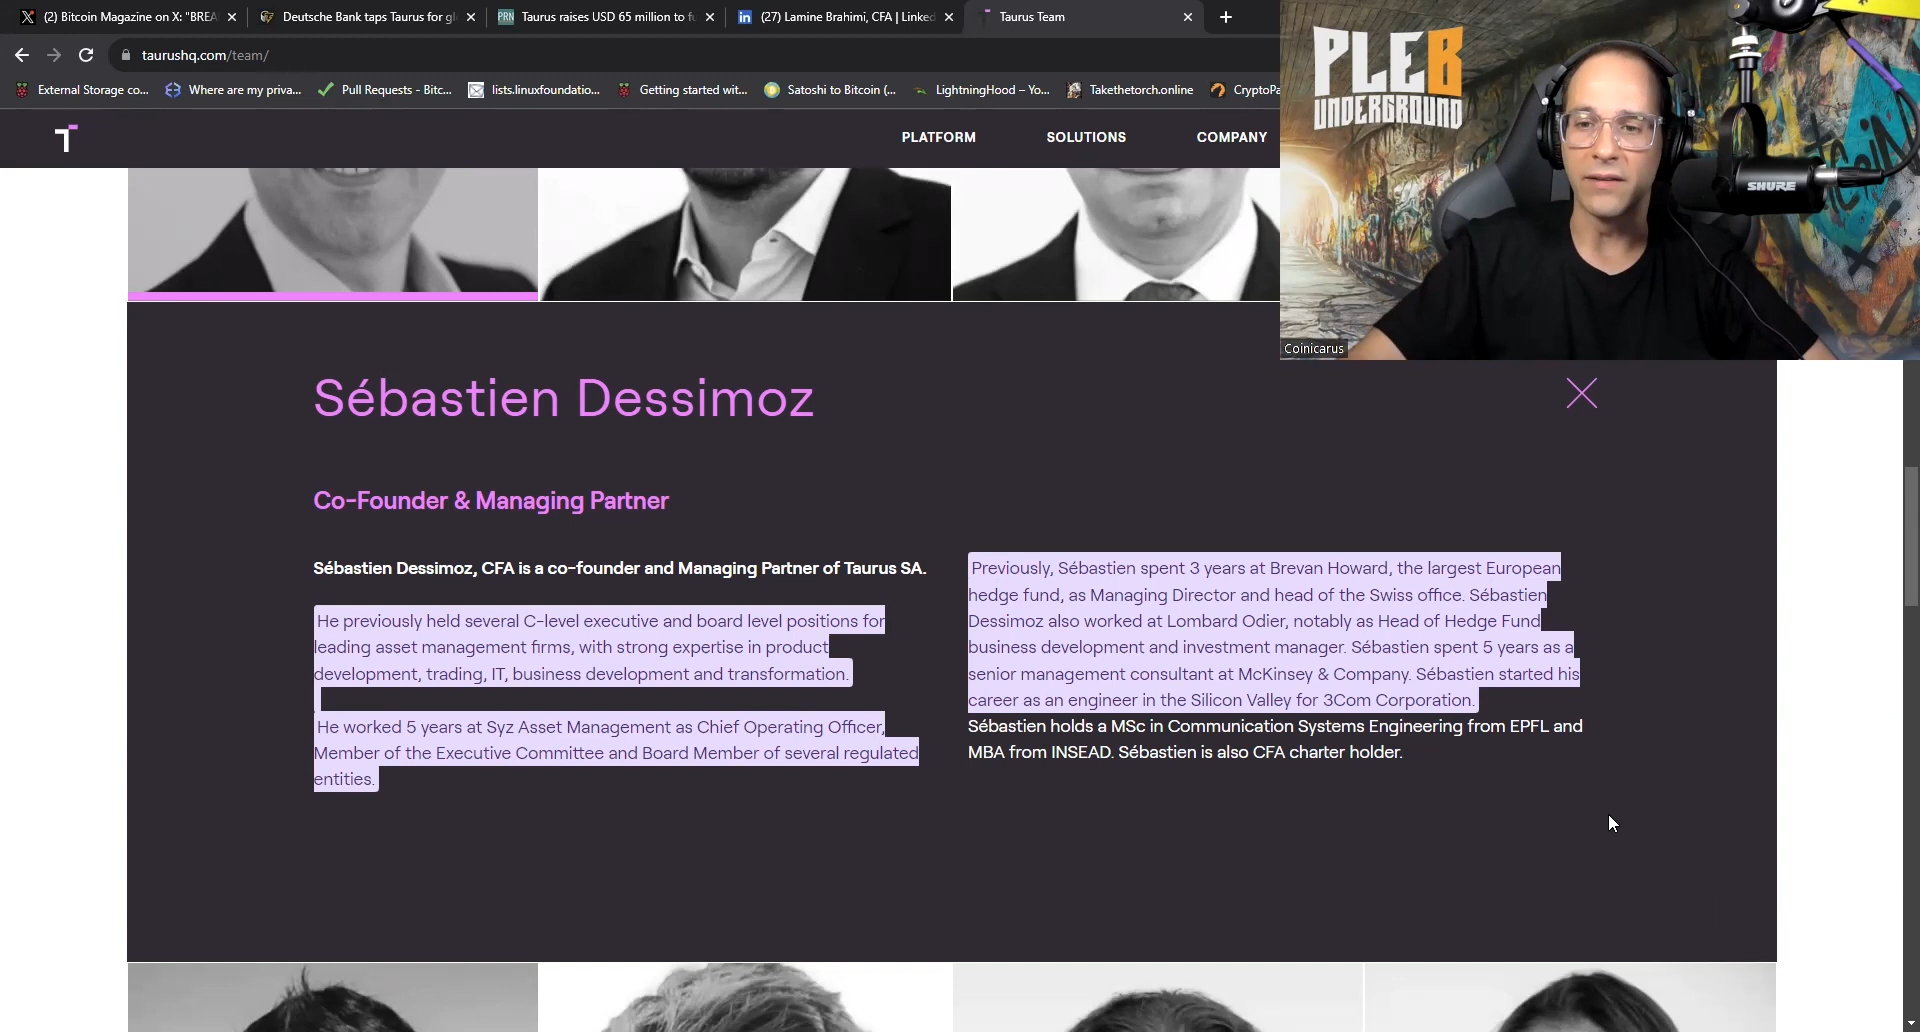 (2) Bitcoin Magazine on X: "BREA
Deutsche Bank taps Taurus for gl
PRN
Taurus raises USD 65 million to fu
in
(27) Lamine Brahimi, CFA | Linked
Taurus Team
taurushq.com/team/
External Storage co...
Where are my priva...
Pull Requests - Bitc...
lists.linuxfoundatio...
Getting started wit...
Satoshi to Bitcoin (...
LightningHood – Yo...
Takethetorch.online
CryptoPa
T
PLATFORM
SOLUTIONS
COMPANY
PLEB
UNDERGROUND
SHURE
Coinicarus
Sébastien Dessimoz
Co-Founder & Managing Partner
Sébastien Dessimoz, CFA is a co-founder and Managing Partner of Taurus SA.
He previously held several C-level executive and board level positions for
leading asset management firms, with strong expertise in product
development, trading, IT, business development and transformation.
He worked 5 years at Syz Asset Management as Chief Operating Officer,
Member of the Executive Committee and Board Member of several regulated
entities.
Previously, Sébastien spent 3 years at Brevan Howard, the largest European
hedge fund, as Managing Director and head of the Swiss office. Sébastien
Dessimoz also worked at Lombard Odier, notably as Head of Hedge Fund
business development and investment manager. Sébastien spent 5 years as a
senior management consultant at McKinsey & Company. Sébastien started his
career as an engineer in the Silicon Valley for 3Com Corporation.
Sébastien holds a MSc in Communication Systems Engineering from EPFL and
MBA from INSEAD. Sébastien is also CFA charter holder.